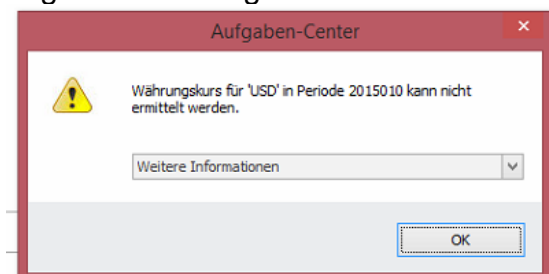 Aufgaben-Center
Währungskurs für 'USD' in Periode 2015010 kann nicht
ermittelt werden.
Weitere Informationen
OK